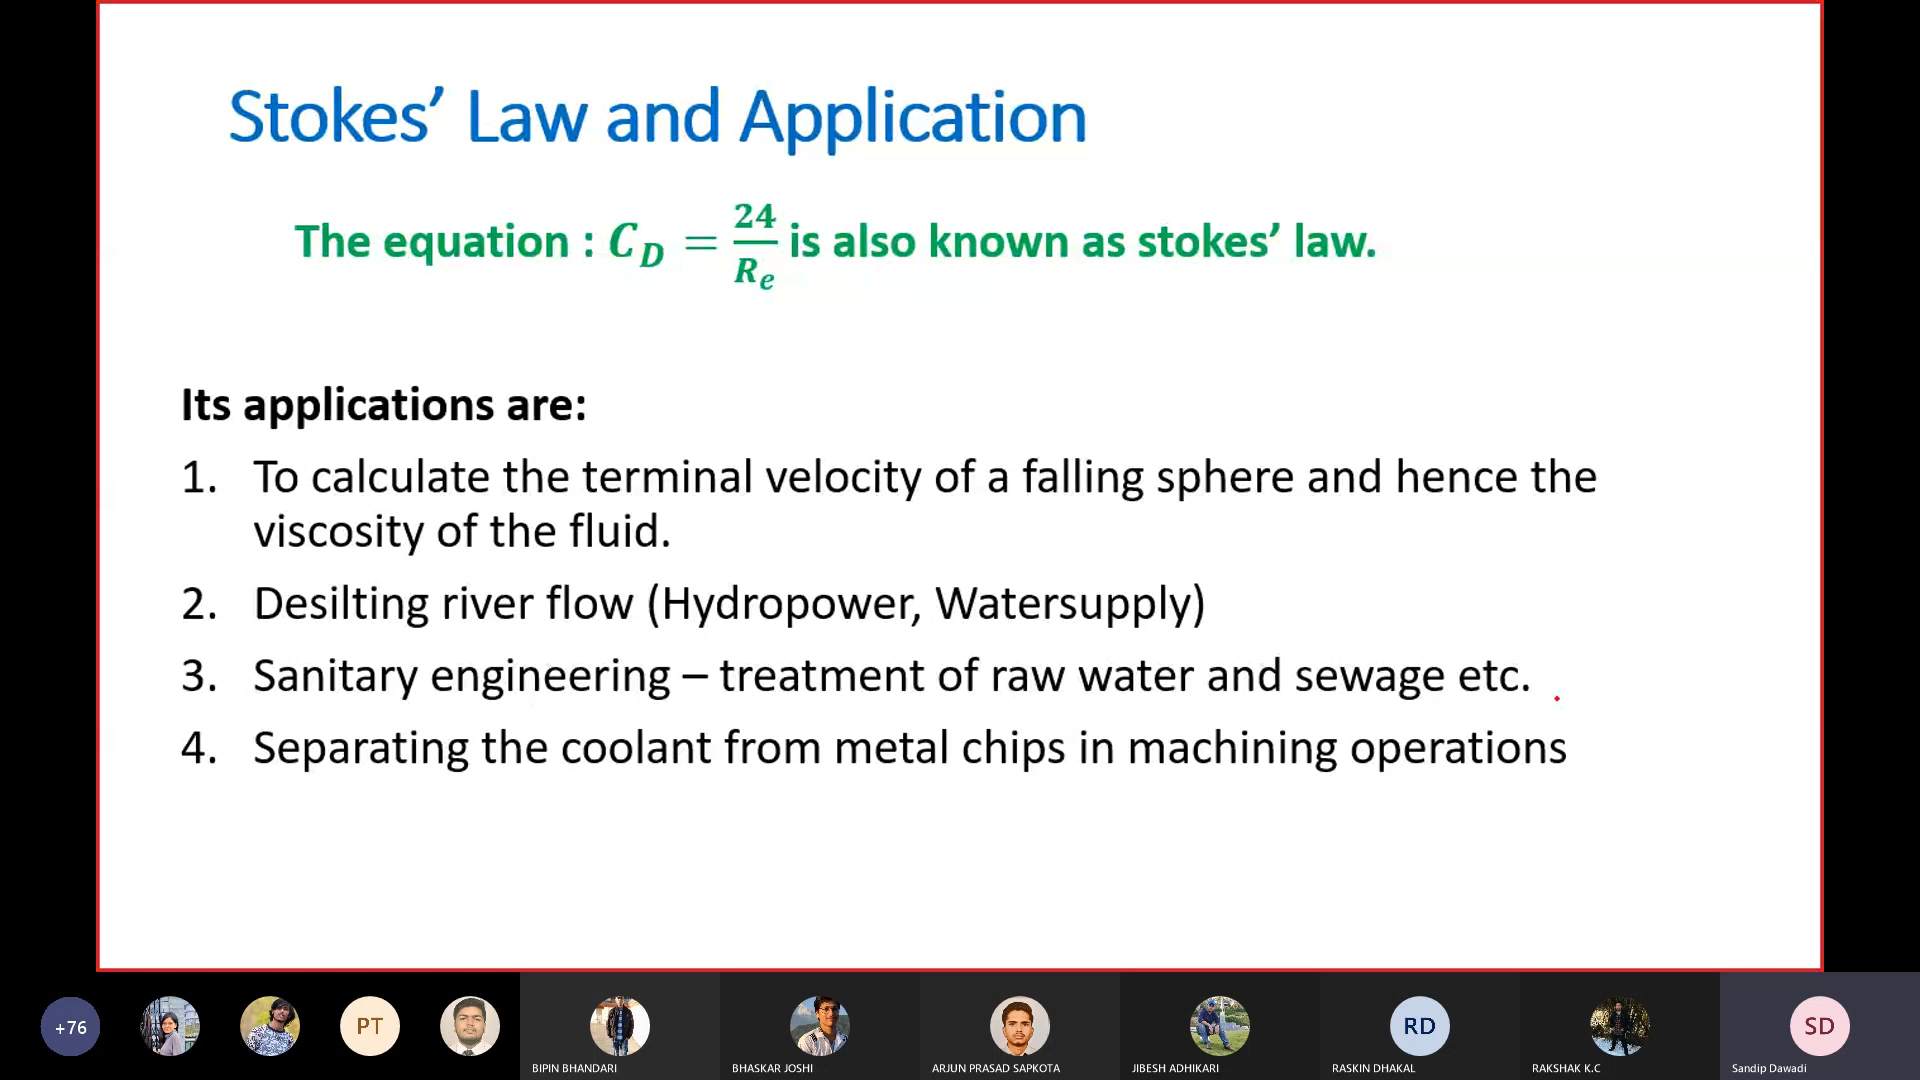 Stokes’ Law and Application
The equation : C_D = 24/R_e is also known as stokes’ law.
Its applications are:
1. To calculate the terminal velocity of a falling sphere and hence the
viscosity of the fluid.
2. Desilting river flow (Hydropower, Watersupply)
3. Sanitary engineering – treatment of raw water and sewage etc.
4. Separating the coolant from metal chips in machining operations
+76 PT RD SD
BIPIN BHANDARI BHASKAR JOSHI ARJUN PRASAD SAPKOTA JIBESH ADHIKARI RASKIN DHAKAL RAKSHAK K.C Sandip Dawadi